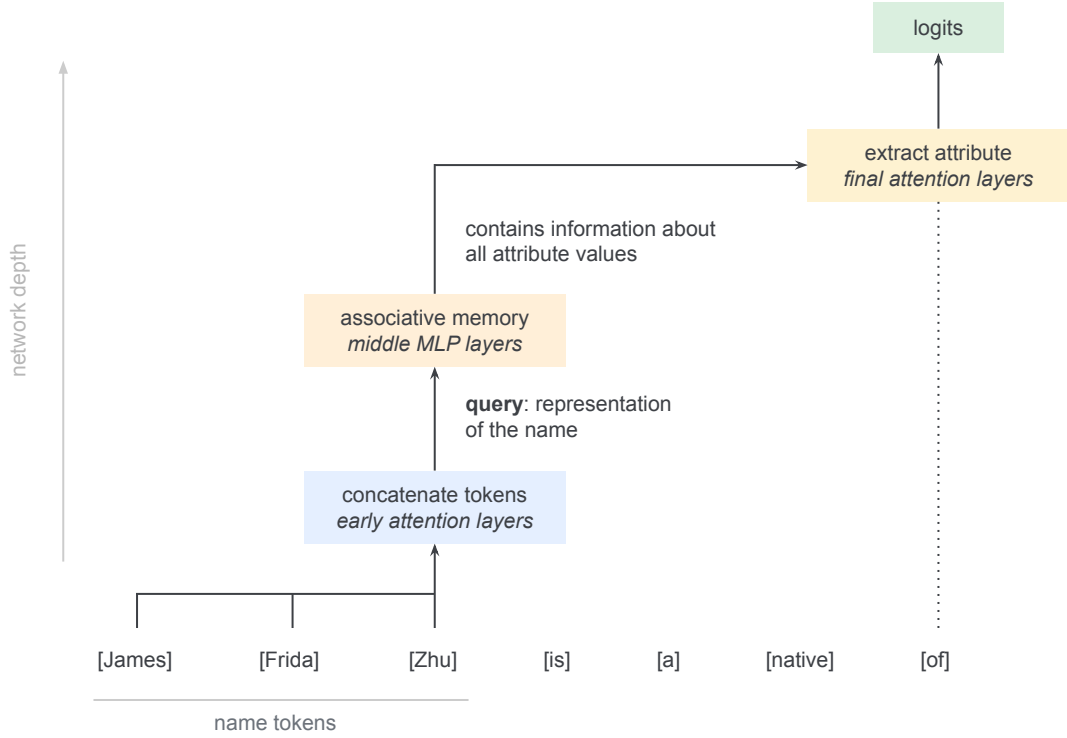 logits
extract attribute
final attention layers
contains information about
all attribute values
network depth
associative memory
middle MLP layers
query: representation
of the name
concatenate tokens
early attention layers
[James] [Frida] [Zhu] [is] [a] [native] [of]
name tokens